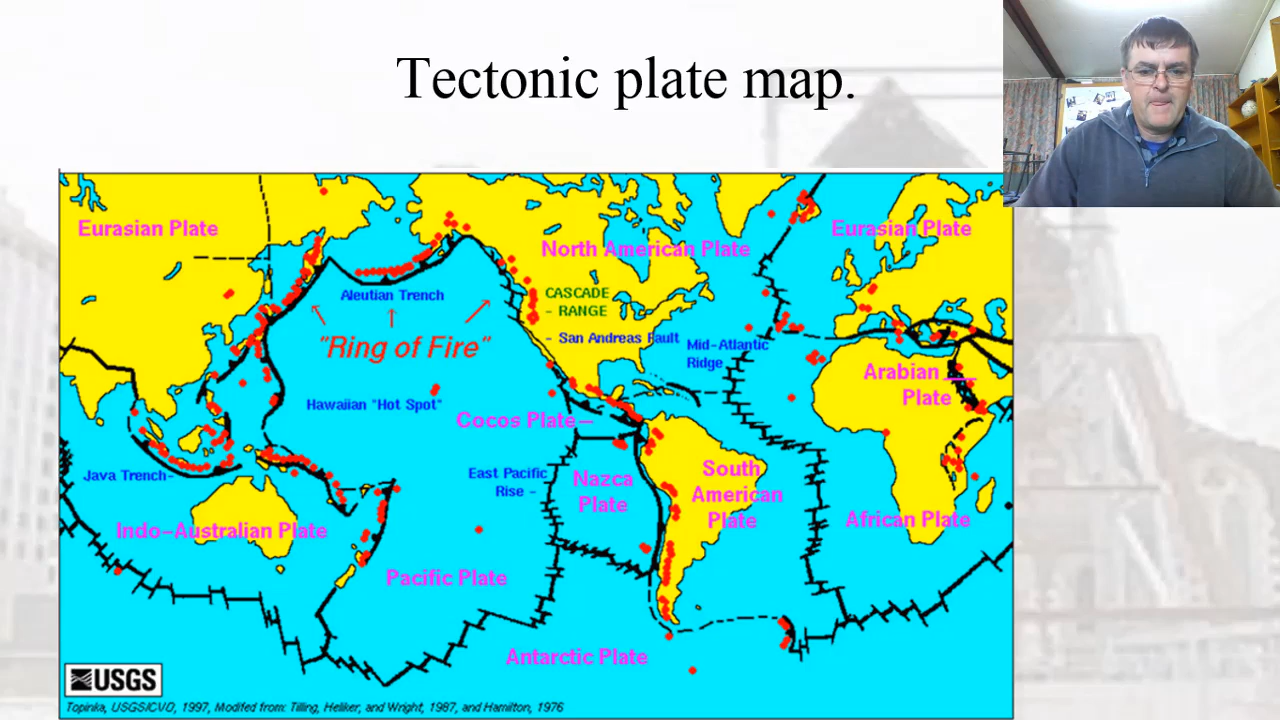 Tectonic plate map.
Eurasian Plate
North American Plate
Eurasian Plate
Aleutian Trench
CASCADE
- RANGE
"Ring of Fire"
- San Andreas Fault
Mid-Atlantic
Ridge
Arabian
Plate
Hawaiian "Hot Spot"
Cocos Plate
Java Trench
East Pacific
Rise -
Nazca
Plate
South
American
Plate
Indo-Australian Plate
African Plate
Pacific Plate
Antarctic Plate
USGS
Topinka, USGS/CVO, 1997, Modified from: Tilling, Heliker, and Wright, 1987, and Hamilton, 1976